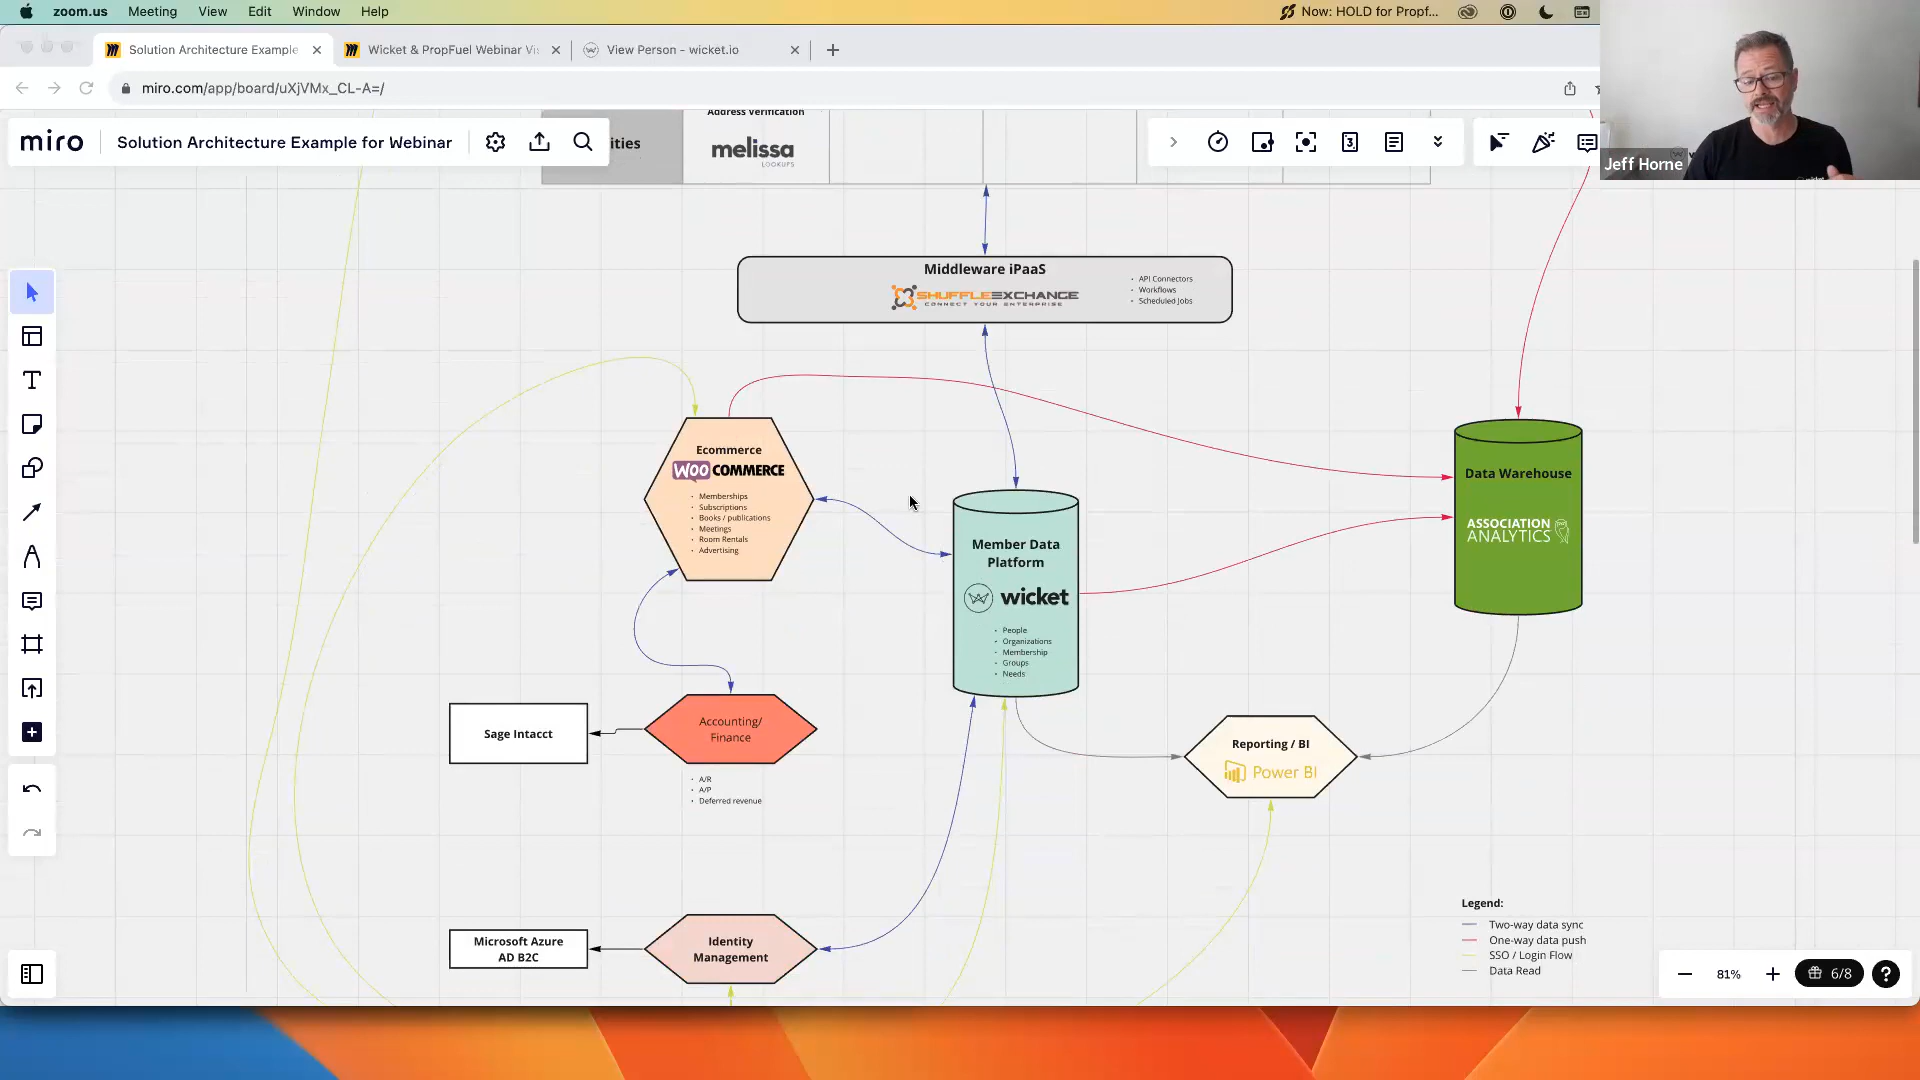 zoom.us Meeting View Edit Window Help
Now: HOLD for Propf...
Solution Architecture Example
Wicket & PropFuel Webinar Vi
View Person - wicket.io
miro.com/app/board/uXjVMx_CL-A=/
miro
Solution Architecture Example for Webinar
ities
Address Verification
melissa
LOOKUPS
3
Jeff Horne
Middleware iPaaS
SHUFFLEEXCHANGE
CONNECT YOUR ENTERPRISE
· API Connectors
· Workflows
· Scheduled Jobs
Ecommerce
WOOCOMMERCE
· Memberships
· Subscriptions
· Books / publications
· Meetings
· Room Rentals
· Advertising
Data Warehouse
ASSOCIATION
ANALYTICS
Member Data
Platform
wicket
· People
· Organizations
· Membership
· Groups
· Needs
Sage Intacct
Accounting/
Finance
· A/R
· A/P
· Deferred revenue
Reporting / BI
Power BI
Microsoft Azure
AD B2C
Identity
Management
Legend:
Two-way data sync
One-way data push
SSO / Login Flow
Data Read
81%
6/8
?